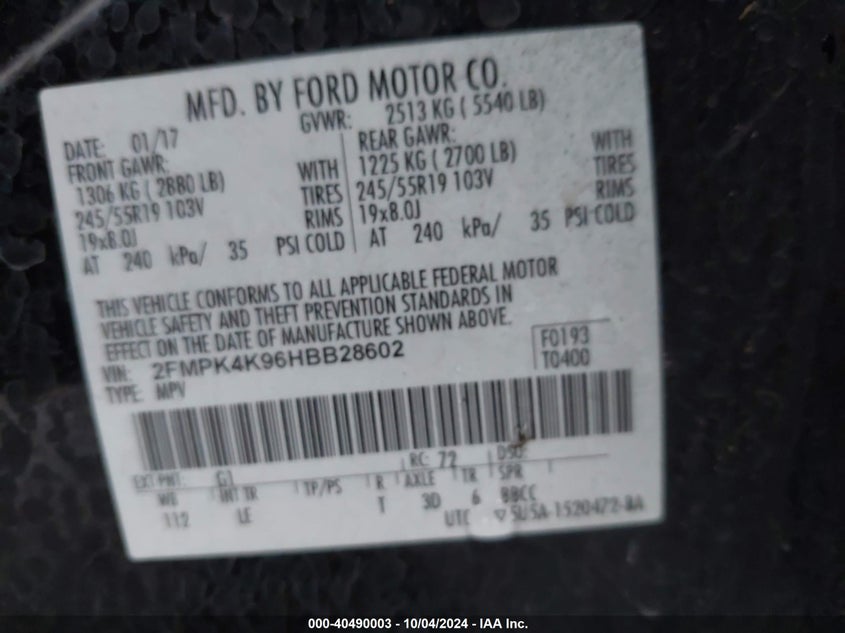 MFD. BY FORD MOTOR CO.
DATE: 01/17 GVWR: 2513 KG ( 5540 LB)
FRONT GAWR: REAR GAWR:
1306 KG ( 2880 LB) WITH 1225 KG ( 2700 LB) WITH
245/55R19 103V TIRES 245/55R19 103V TIRES
19x8.0J RIMS 19x8.0J RIMS
AT 240 kPa/ 35 PSI COLD AT 240 kPa/ 35 PSI COLD
THIS VEHICLE CONFORMS TO ALL APPLICABLE FEDERAL MOTOR
VEHICLE SAFETY AND THEFT PREVENTION STANDARDS IN
EFFECT ON THE DATE OF MANUFACTURE SHOWN ABOVE.
VIN: 2FMPK4K96HBB28602 F0193
TYPE: MPV T0400
EXT PNT: G1 RC: 72 DSO:
WB INT TR TP/PS R AXLE TR SPR
112 LE T 3D 6 BBCC
UTC ▽5U5A-1520472-BA
000-40490003 - 10/04/2024 - IAA Inc.